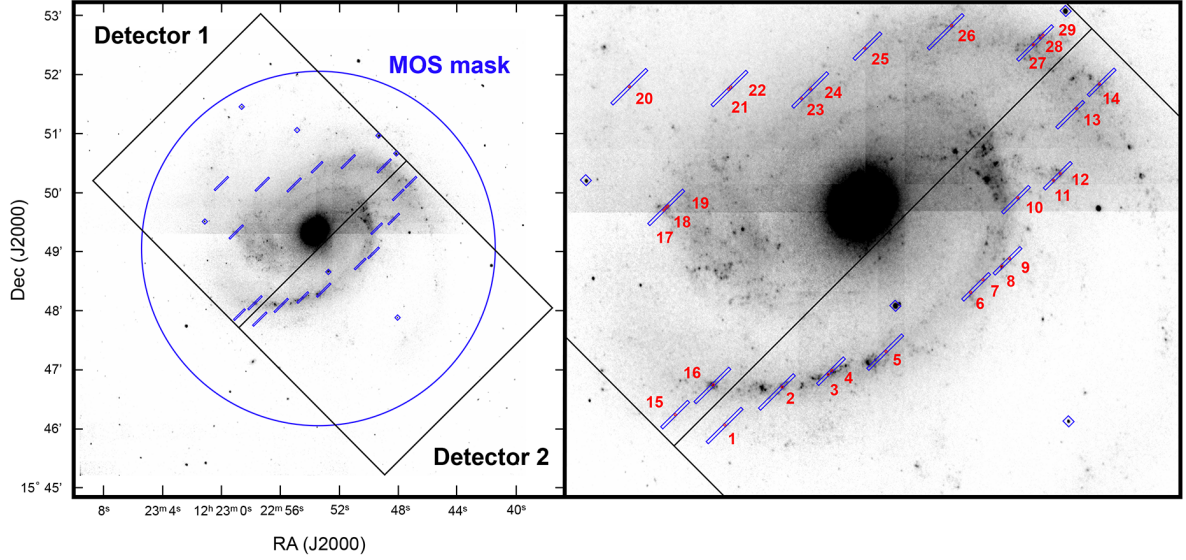 Detector 1
MOS mask
Detector 2
Dec (J2000)
53'
52'
51'
50'
49'
48'
47'
46'
15° 45'
8ˢ
23ᵐ 4ˢ
12ʰ 23ᵐ 0ˢ
22ᵐ 56ˢ
52ˢ
48ˢ
44ˢ
40ˢ
RA (J2000)
26
29
28
27
25
20
22
21
24
23
14
13
12
11
10
19
18
17
9
8
7
6
5
4
3
2
16
15
1